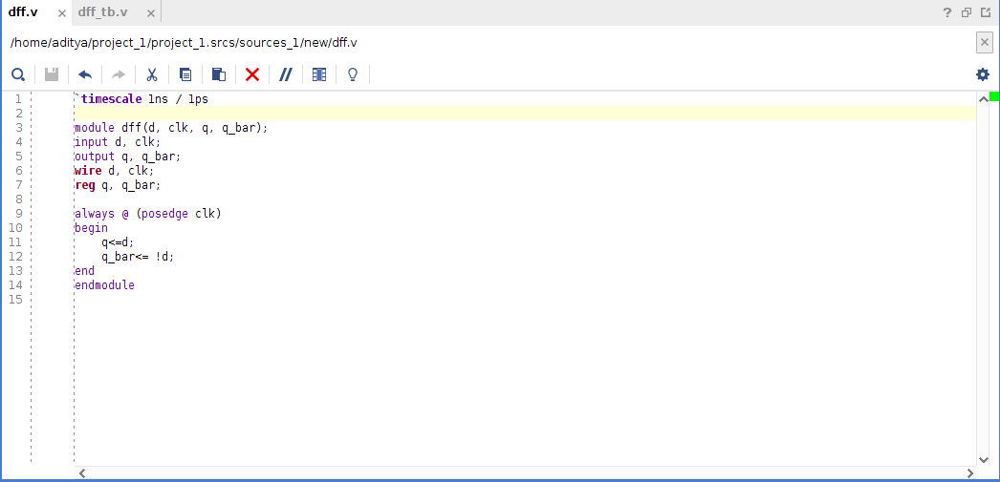 dff.v × dff_tb.v × ?
/home/aditya/project_1/project_1.srcs/sources_1/new/dff.v
1 `timescale 1ns / 1ps
2
3 module dff(d, clk, q, q_bar);
4 input d, clk;
5 output q, q_bar;
6 wire d, clk;
7 reg q, q_bar;
8
9 always @ (posedge clk)
10 begin
11     q<=d;
12     q_bar<= !d;
13 end
14 endmodule
15